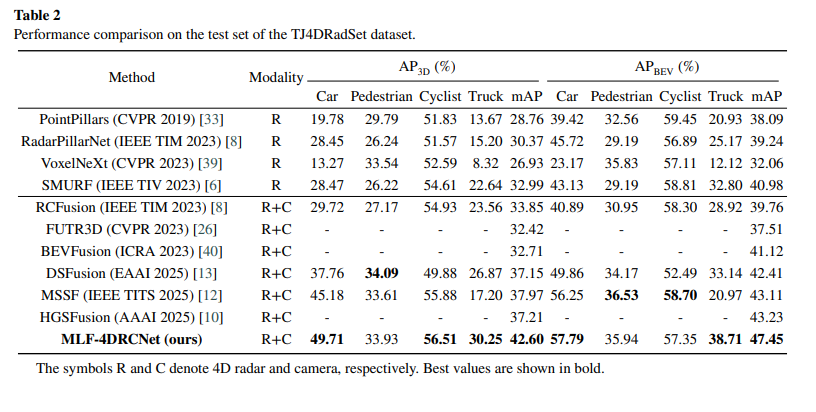 Table 2
Performance comparison on the test set of the TJ4DRadSet dataset.
Method Modality AP3D (%) APBEV (%)
Car Pedestrian Cyclist Truck mAP Car Pedestrian Cyclist Truck mAP
PointPillars (CVPR 2019) [33] R 19.78 29.79 51.83 13.67 28.76 39.42 32.56 59.45 20.93 38.09
RadarPillarNet (IEEE TIM 2023) [8] R 28.45 26.24 51.57 15.20 30.37 45.72 29.19 56.89 25.17 39.24
VoxelNeXt (CVPR 2023) [39] R 13.27 33.54 52.59 8.32 26.93 23.17 35.83 57.11 12.12 32.06
SMURF (IEEE TIV 2023) [6] R 28.47 26.22 54.61 22.64 32.99 43.13 29.19 58.81 32.80 40.98
RCFusion (IEEE TIM 2023) [8] R+C 29.72 27.17 54.93 23.56 33.85 40.89 30.95 58.30 28.92 39.76
FUTR3D (CVPR 2023) [26] R+C - - - - 32.42 - - - - 37.51
BEVFusion (ICRA 2023) [40] R+C - - - - 32.71 - - - - 41.12
DSFusion (EAAI 2025) [13] R+C 37.76 34.09 49.88 26.87 37.15 49.86 34.17 52.49 33.14 42.41
MSSF (IEEE TITS 2025) [12] R+C 45.18 33.61 55.88 17.20 37.97 56.25 36.53 58.70 20.97 43.11
HGSFusion (AAAI 2025) [10] R+C - - - - 37.21 - - - - 43.23
MLF-4DRCNet (ours) R+C 49.71 33.93 56.51 30.25 42.60 57.79 35.94 57.35 38.71 47.45
The symbols R and C denote 4D radar and camera, respectively. Best values are shown in bold.